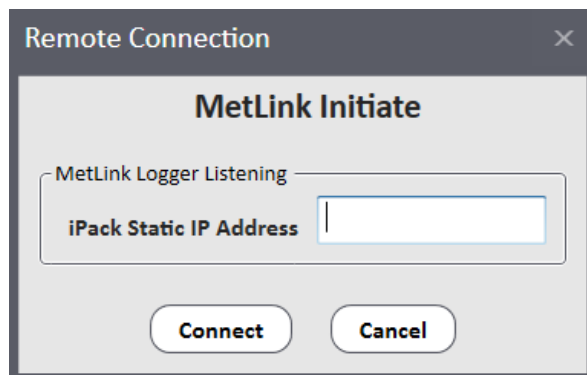 Remote Connection
MetLink Initiate
MetLink Logger Listening
iPack Static IP Address
Connect Cancel